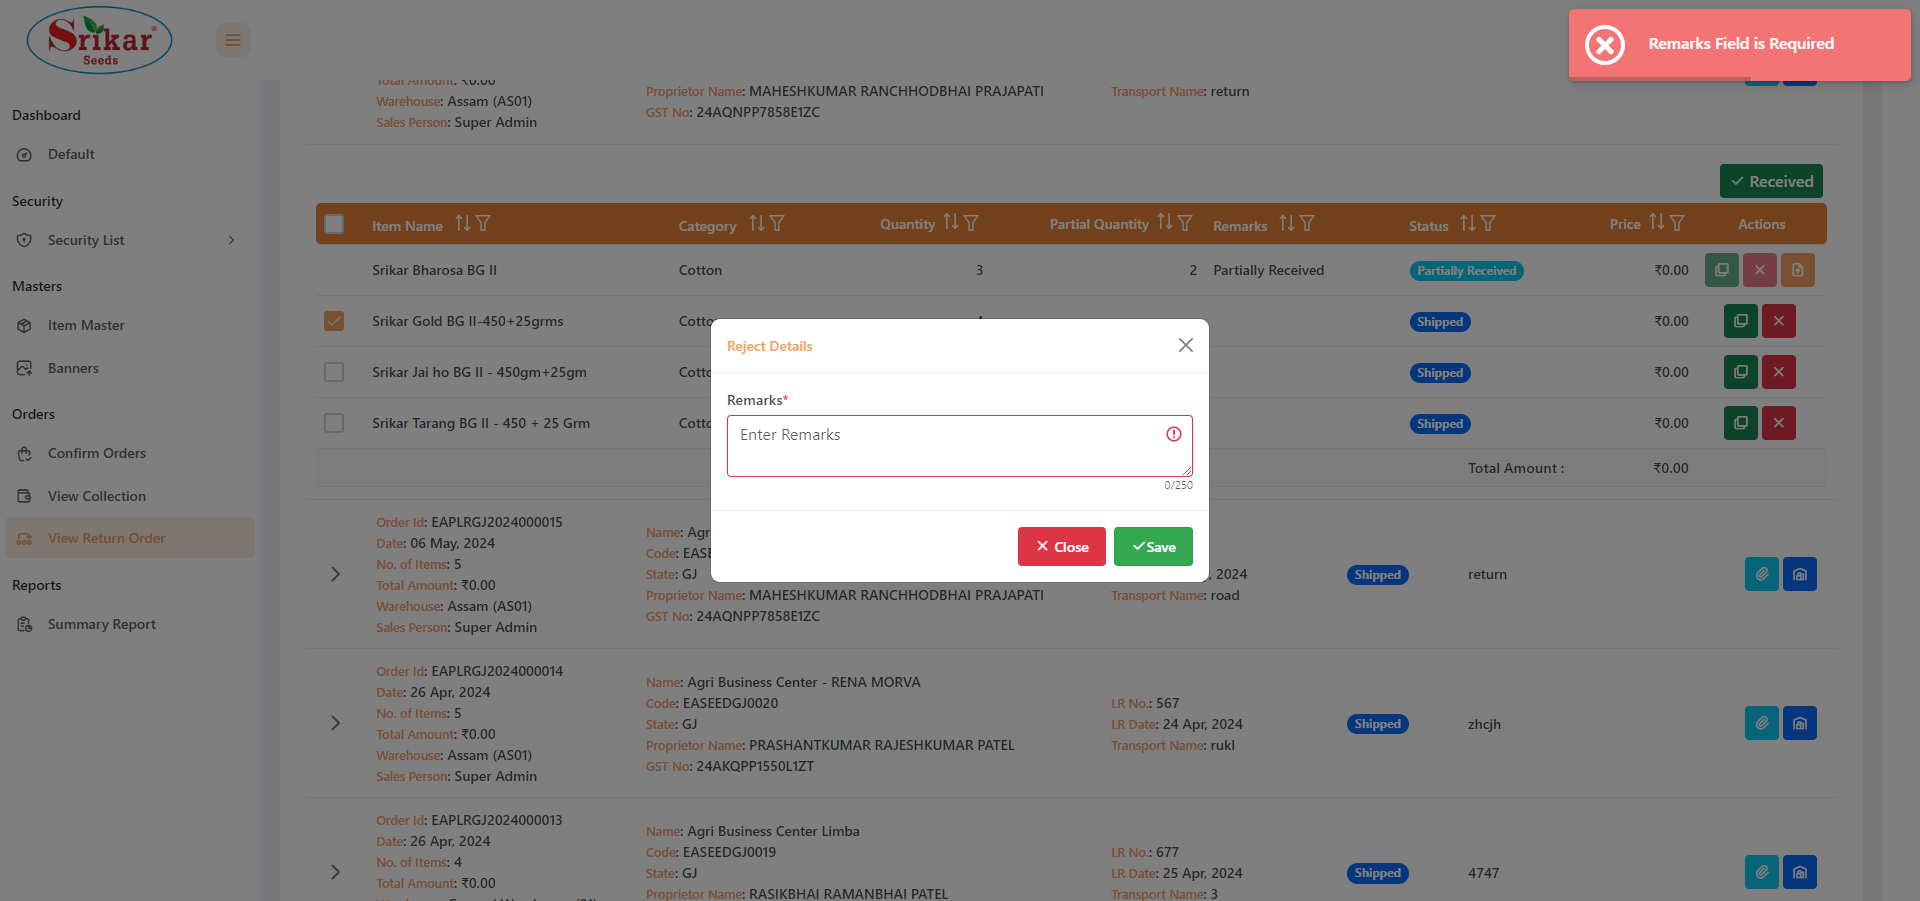 Srikar
Seeds
Remarks Field is Required
Dashboard
Default
Security
Security List
Masters
Item Master
Banners
Orders
Confirm Orders
View Collection
View Return Order
Reports
Summary Report
Total Amount: ₹0.00
Warehouse: Assam (AS01)
Sales Person: Super Admin
Proprietor Name: MAHESHKUMAR RANCHHODBHAI PRAJAPATI
GST No: 24AQNPP7858E1ZC
Transport Name: return
Received
Item Name Category Quantity Partial Quantity Remarks Status Price Actions
Srikar Bharosa BG II Cotton 3 2 Partially Received Partially Received ₹0.00
Srikar Gold BG II-450+25grms Shipped ₹0.00
Srikar Jai ho BG II - 450gm+25gm Shipped ₹0.00
Srikar Tarang BG II - 450 + 25 Grm Shipped ₹0.00
Total Amount : ₹0.00
Reject Details
Remarks*
Enter Remarks
0/250
Close
Save
Order Id: EAPLRGJ2024000015
Date: 06 May, 2024
No. of Items: 5
Total Amount: ₹0.00
Warehouse: Assam (AS01)
Sales Person: Super Admin
Name: Agri
Code: EASE
State: GJ
Proprietor Name: MAHESHKUMAR RANCHHODBHAI PRAJAPATI
GST No: 24AQNPP7858E1ZC
, 2024
Transport Name: road
Shipped
return
Order Id: EAPLRGJ2024000014
Date: 26 Apr, 2024
No. of Items: 5
Total Amount: ₹0.00
Warehouse: Assam (AS01)
Sales Person: Super Admin
Name: Agri Business Center - RENA MORVA
Code: EASEEDGJ0020
State: GJ
Proprietor Name: PRASHANTKUMAR RAJESHKUMAR PATEL
GST No: 24AKQPP1550L1ZT
LR No.: 567
LR Date: 24 Apr, 2024
Transport Name: rukl
Shipped
zhcjh
Order Id: EAPLRGJ2024000013
Date: 26 Apr, 2024
No. of Items: 4
Total Amount: ₹0.00
Name: Agri Business Center Limba
Code: EASEEDGJ0019
State: GJ
Proprietor Name: RASIKBHAI RAMANBHAI PATEL
LR No.: 677
LR Date: 25 Apr, 2024
Transport Name: 3
Shipped
4747